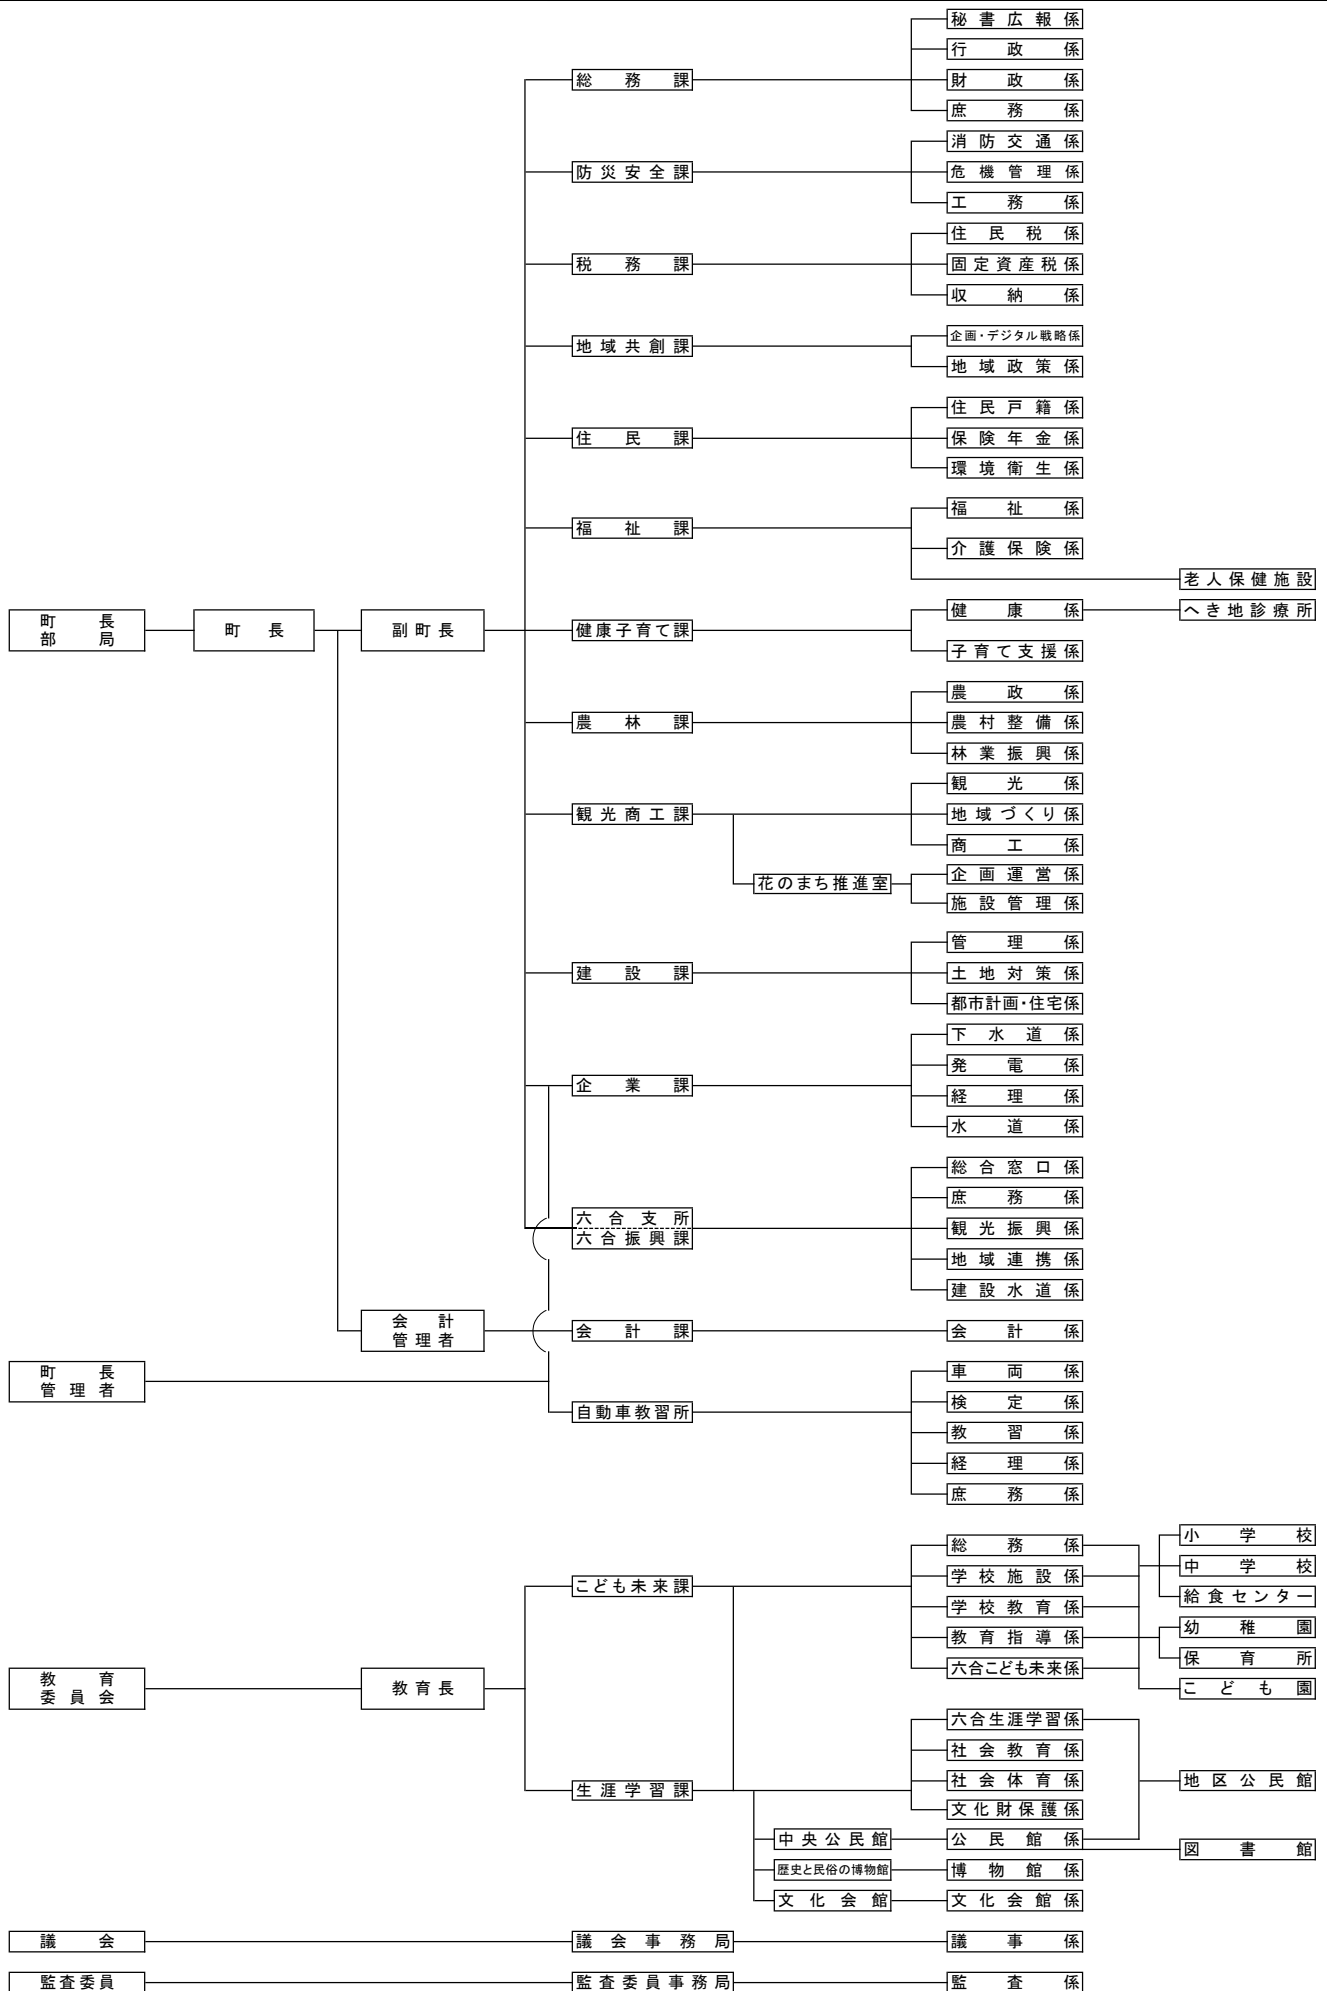 秘書広報係
行政係
総務課
財政係
庶務係
消防交通係
防災安全課
危機管理係
工務係
住民税係
税務課
固定資産税係
収納係
企画・デジタル戦略係
地域共創課
地域政策係
住民戸籍係
住民課
保険年金係
環境衛生係
福祉係
福祉課
介護保険係
老人保健施設
町長
部局
町長
副町長
健康子育て課
健康係
へき地診療所
子育て支援係
農政係
農林課
農村整備係
林業振興係
観光係
観光商工課
地域づくり係
商工係
花のまち推進室
企画運営係
施設管理係
管理係
建設課
土地対策係
都市計画・住宅係
下水道係
発電係
企業課
経理係
水道係
総合窓口係
庶務係
六合支所
六合振興課
観光振興係
地域連携係
建設水道係
会計
管理者
会計課
会計係
町長
管理者
車両係
検定係
自動車教習所
教習係
経理係
庶務係
小学校
総務係
中学校
こども未来課
学校施設係
給食センター
学校教育係
幼稚園
教育指導係
保育所
六合こども未来係
教育
委員会
教育長
こども園
六合生涯学習係
社会教育係
生涯学習課
社会体育係
地区公民館
文化財保護係
中央公民館
公民館係
図書館
歴史と民俗の博物館
博物館係
文化会館
文化会館係
議会
議会事務局
議事係
監査委員
監査委員事務局
監査係